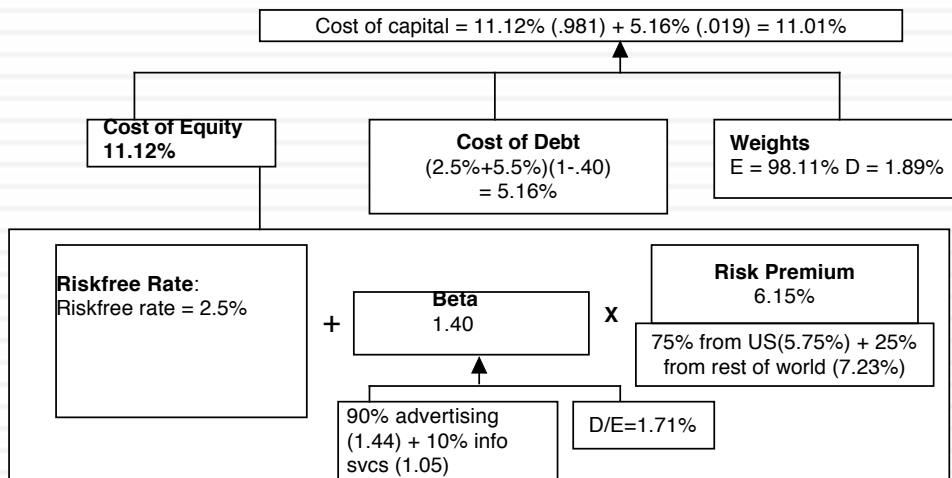 Cost of capital = 11.12% (.981) + 5.16% (.019) = 11.01%
Cost of Equity
11.12%
Cost of Debt
(2.5%+5.5%)(1-.40)
= 5.16%
Weights
E = 98.11% D = 1.89%
Riskfree Rate:
Riskfree rate = 2.5%
+
Beta
1.40
X
Risk Premium
6.15%
75% from US(5.75%) + 25%
from rest of world (7.23%)
90% advertising
(1.44) + 10% info
svcs (1.05)
D/E=1.71%